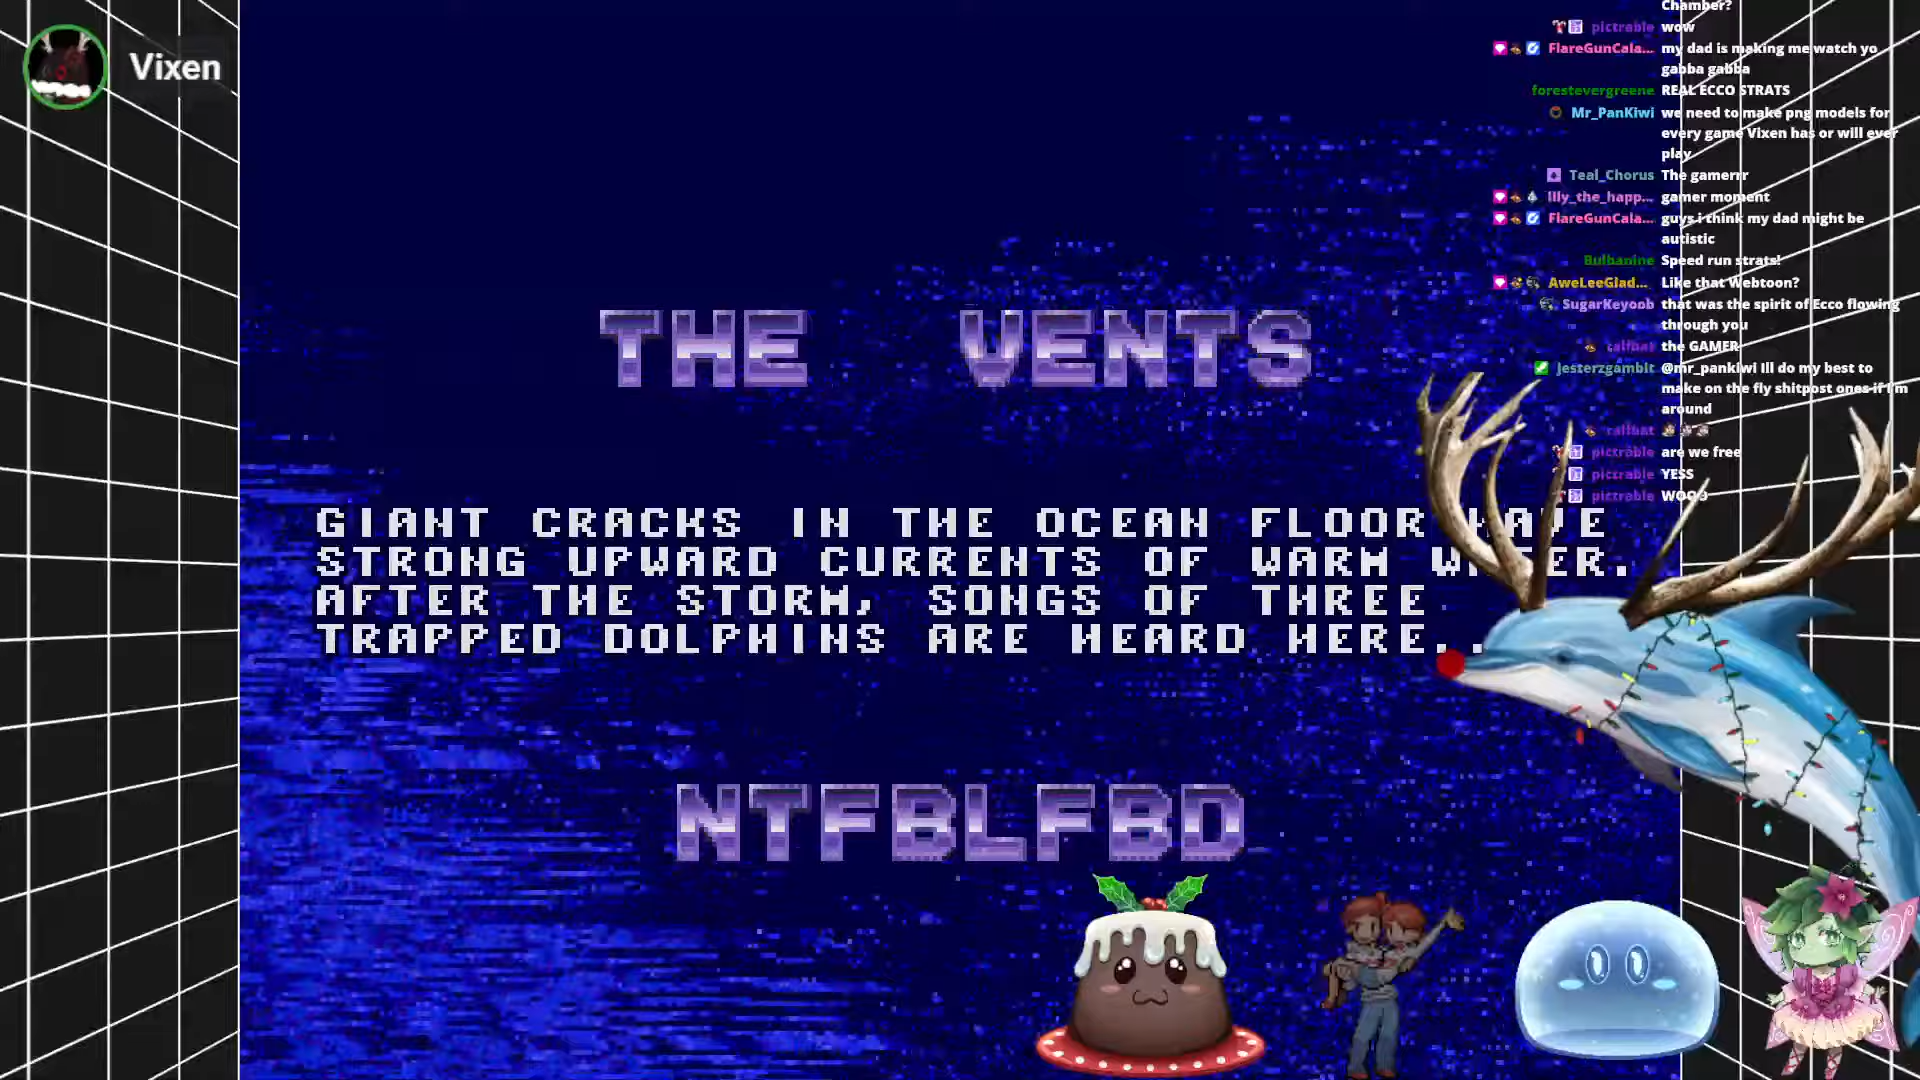 Vixen
Chamber?
pictrable wow
FlareGunCala... my dad is making me watch yo
gabba gabba
forestevergreene REAL ECCO STRATS
Mr_PanKiwi we need to make png models for
every game Vixen has or will ever
play
Teal_Chorus The gamerrr
lily_the_happ... gamer moment
FlareGunCala... guys i think my dad might be
autistic
Bulbanine Speed run strats!
AweLeeGlad... Like that Webtoon?
SugarKeyoob that was the spirit of Ecco flowing
through you
the GAMER
jesterzgambit @mr_pankiwi Ill do my best to
make on the fly shitpost ones if I'm
around
pictrable are we free
pictrable YESS
pictrable WOOO
THE VENTS
GIANT CRACKS IN THE OCEAN FLOOR HAVE
STRONG UPWARD CURRENTS OF WARM WATER.
AFTER THE STORM, SONGS OF THREE
TRAPPED DOLPHINS ARE HEARD HERE..
NTFBLFBD